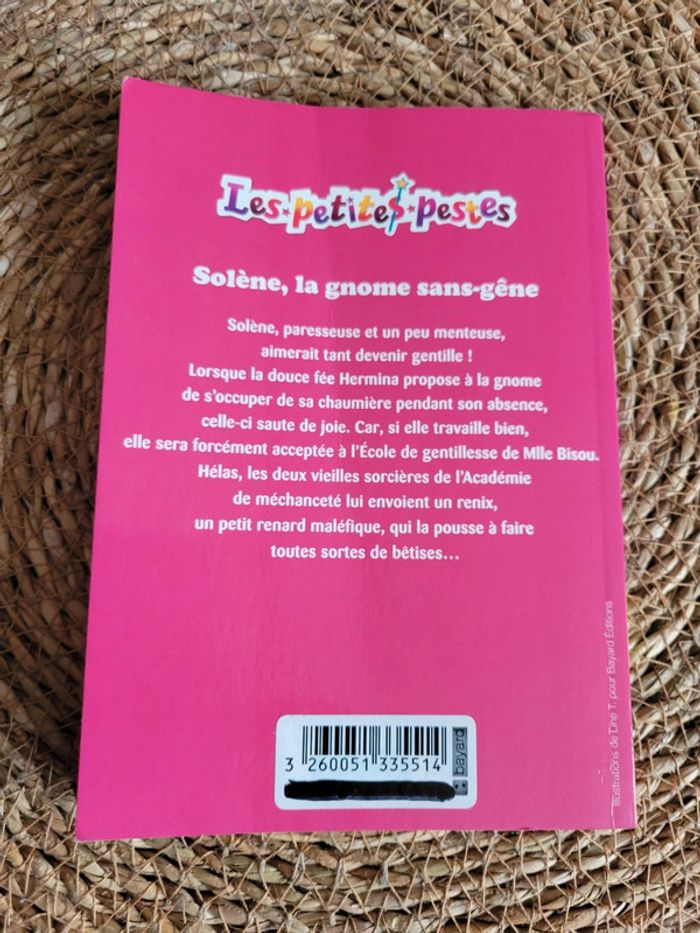 Les petites pestes
Solène, la gnome sans-gêne
Solène, paresseuse et un peu menteuse,
aimerait tant devenir gentille !
Lorsque la douce fée Hermina propose à la gnome
de s'occuper de sa chaumière pendant son absence,
celle-ci saute de joie. Car, si elle travaille bien,
elle sera forcément acceptée à l'École de gentillesse de Mlle Bisou.
Hélas, les deux vieilles sorcières de l'Académie
de méchanceté lui envoient un renix,
un petit renard maléfique, qui la pousse à faire
toutes sortes de bêtises...
Illustrations de Line T. pour Bayard Éditions
3 260051 335514
bayard